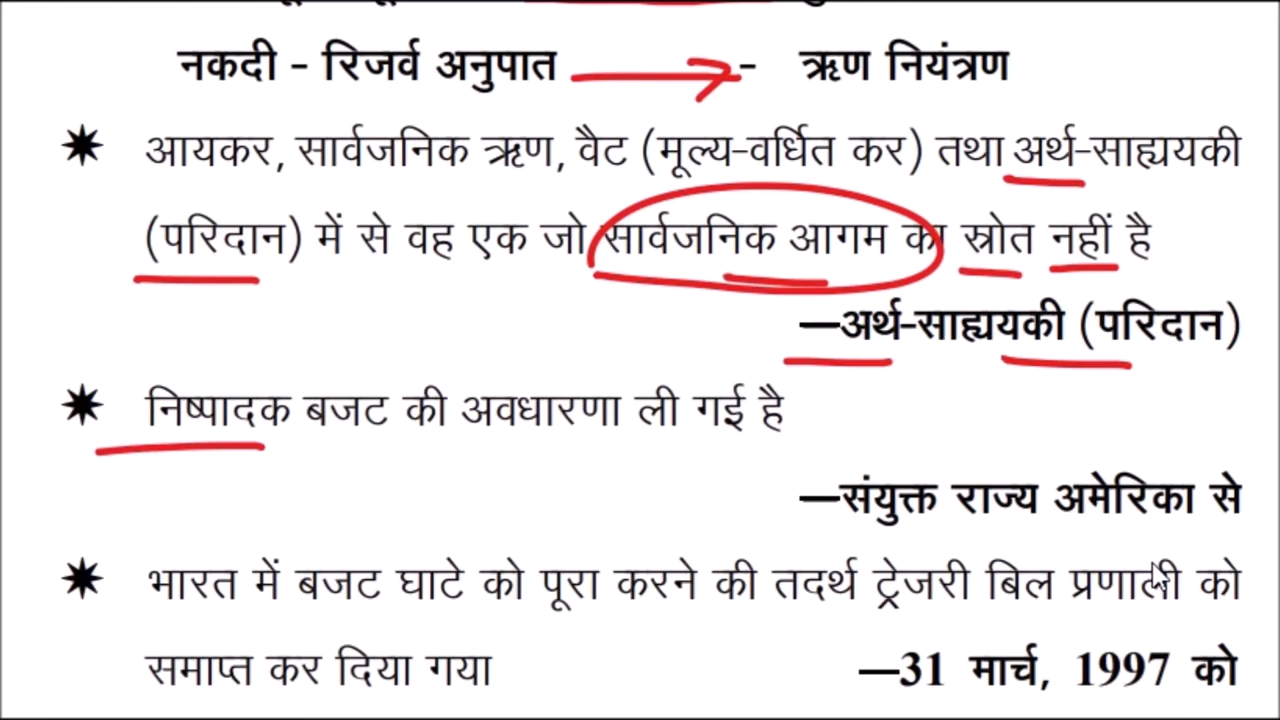 नकदी - रिजर्व अनुपात - ऋण नियंत्रण
आयकर, सार्वजनिक ऋण, वैट (मूल्य-वर्धित कर) तथा अर्थ-साह्ययकी
(परिदान) में से वह एक जो सार्वजनिक आगम का स्रोत नहीं है
—अर्थ-साह्ययकी (परिदान)
निष्पादक बजट की अवधारणा ली गई है
—संयुक्त राज्य अमेरिका से
भारत में बजट घाटे को पूरा करने की तदर्थ ट्रेजरी बिल प्रणाली को
समाप्त कर दिया गया —31 मार्च, 1997 को